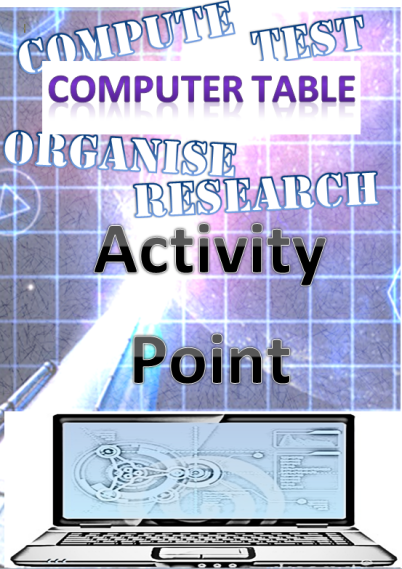 COMPUTE
TEST
COMPUTER TABLE
ORGANISE
RESEARCH
Activity
Point